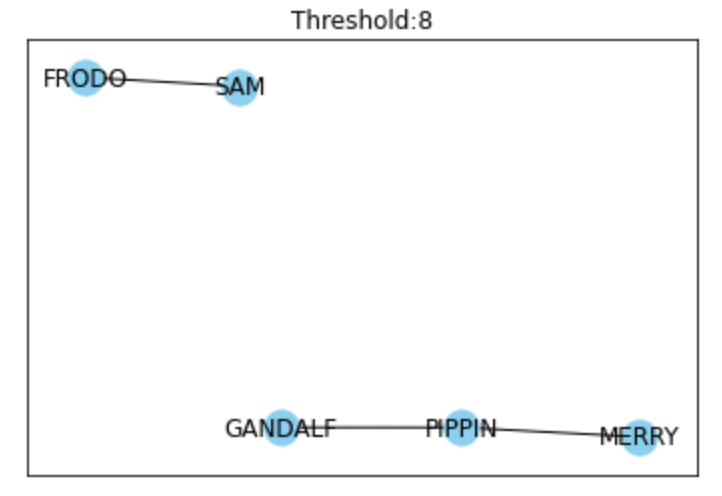 Threshold:8
FRODO
SAM
GANDALF
PIPPIN
MERRY